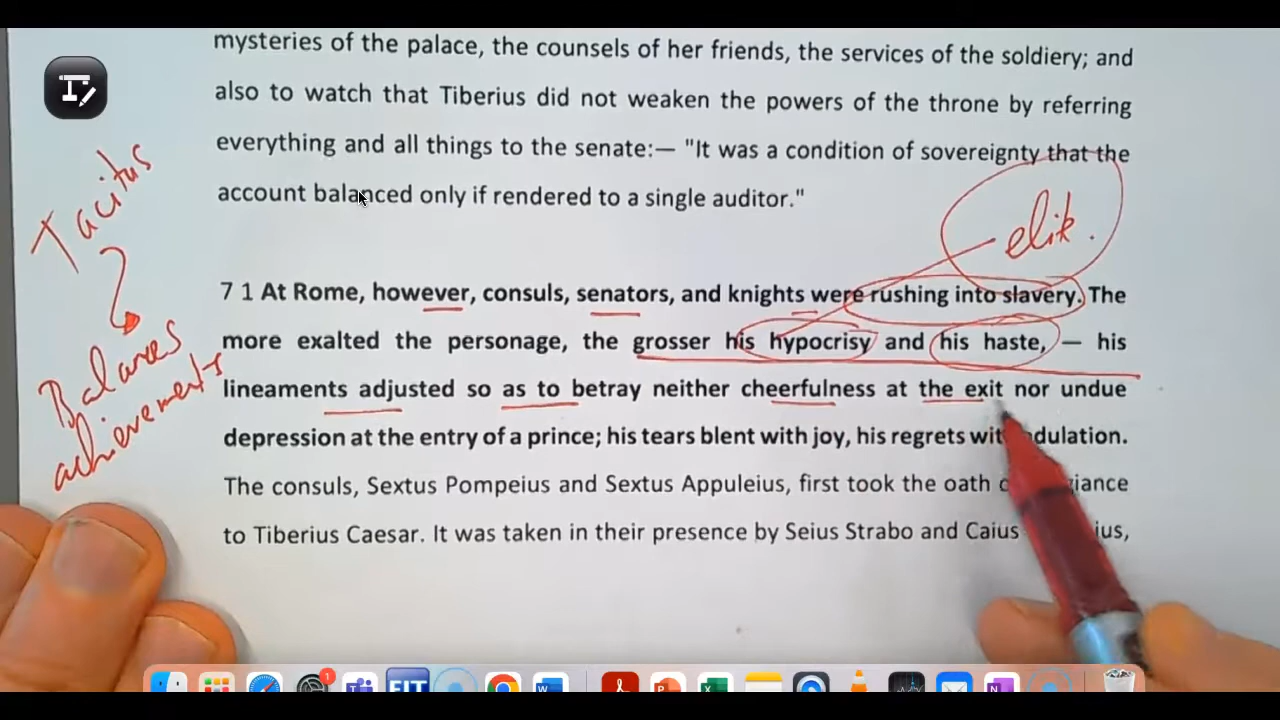 mysteries of the palace, the counsels of her friends, the services of the soldiery; and
also to watch that Tiberius did not weaken the powers of the throne by referring
everything and all things to the senate:— "It was a condition of sovereignty that the
account balanced only if rendered to a single auditor."
Tacitus
Balances
achievements
7 1 At Rome, however, consuls, senators, and knights were rushing into slavery. The
more exalted the personage, the grosser his hypocrisy and his haste, — his
lineaments adjusted so as to betray neither cheerfulness at the exit nor undue
depression at the entry of a prince; his tears blent with joy, his regrets wit dulation.
The consuls, Sextus Pompeius and Sextus Appuleius, first took the oath giance
to Tiberius Caesar. It was taken in their presence by Seius Strabo and Caius ius,
1
FIT